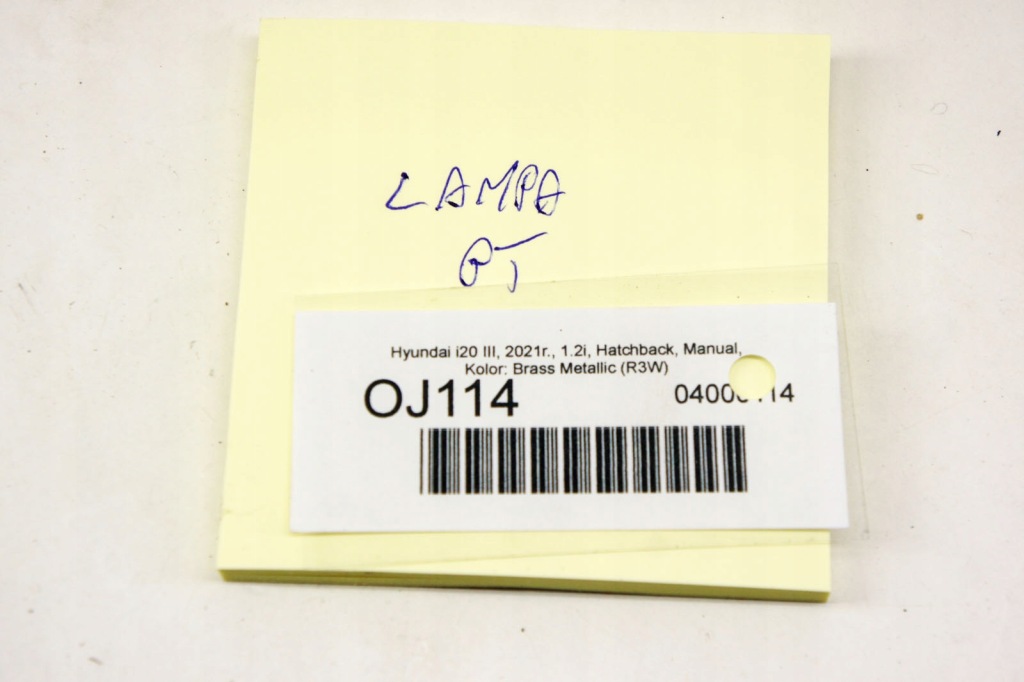 LAMPA
PT
Hyundai i20 III, 2021r., 1.2i, Hatchback, Manual,
Kolor: Brass Metallic (R3W)
OJ114